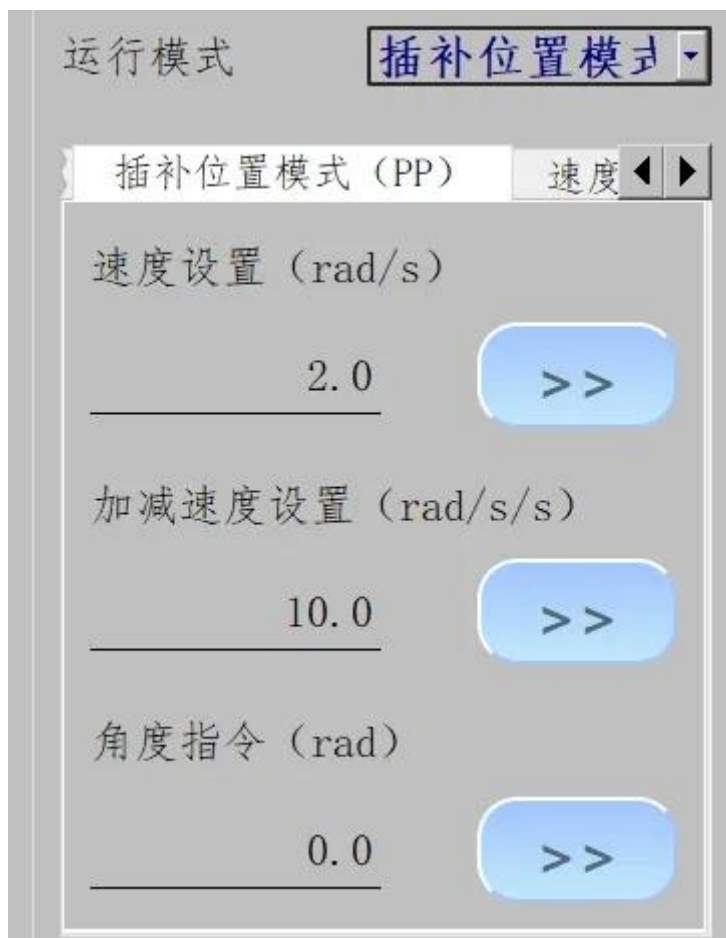 运行模式 插补位置模式
插补位置模式（PP） 速度
速度设置（rad/s）
2.0 >>
加减速度设置（rad/s/s）
10.0 >>
角度指令（rad）
0.0 >>